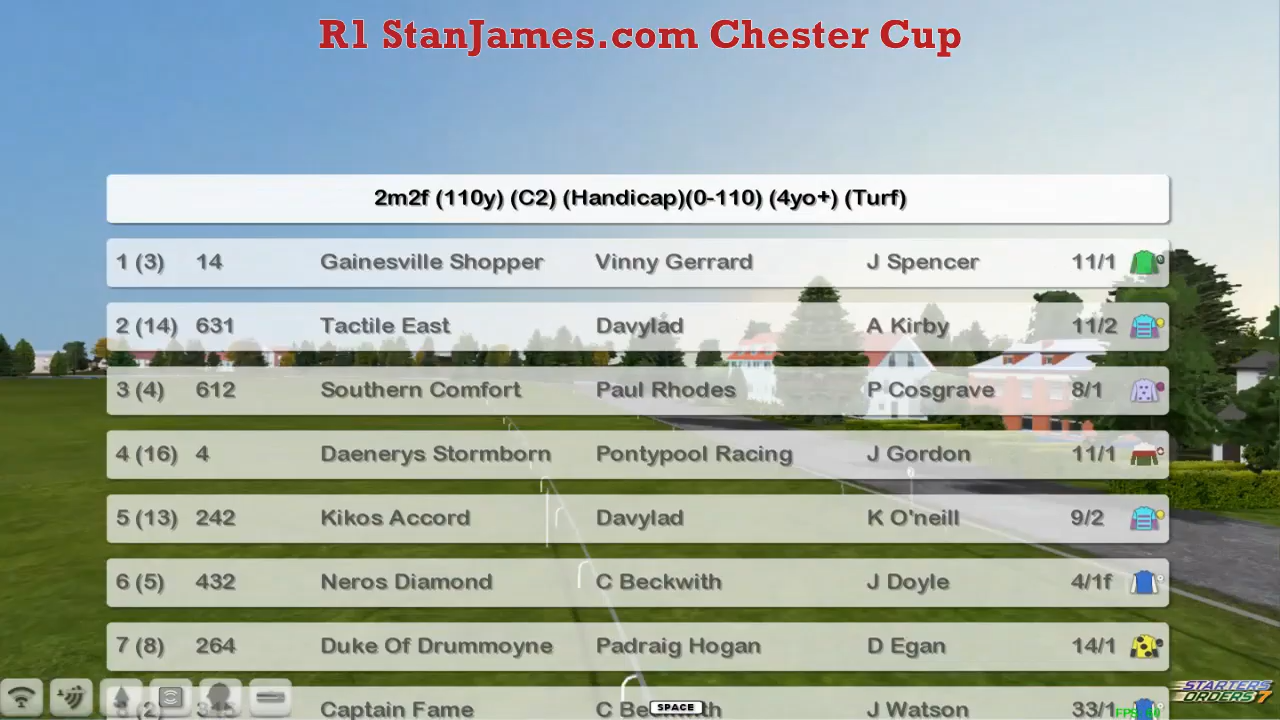 R1 StanJames.com Chester Cup
2m2f (110y) (C2) (Handicap)(0-110) (4yo+) (Turf)
1 (3) 14 Gainesville Shopper Vinny Gerrard J Spencer 11/1
2 (14) 631 Tactile East Davylad A Kirby 11/2
3 (4) 612 Southern Comfort Paul Rhodes P Cosgrave 8/1
4 (16) 4 Daenerys Stormborn Pontypool Racing J Gordon 11/1
5 (13) 242 Kikos Accord Davylad K O'neill 9/2
6 (5) 432 Neros Diamond C Beckwith J Doyle 4/1f
7 (8) 264 Duke Of Drummoyne Padraig Hogan D Egan 14/1
(2) Captain Fame C J Watson 33/1
SPACE
STARTERS
ORDERS 7